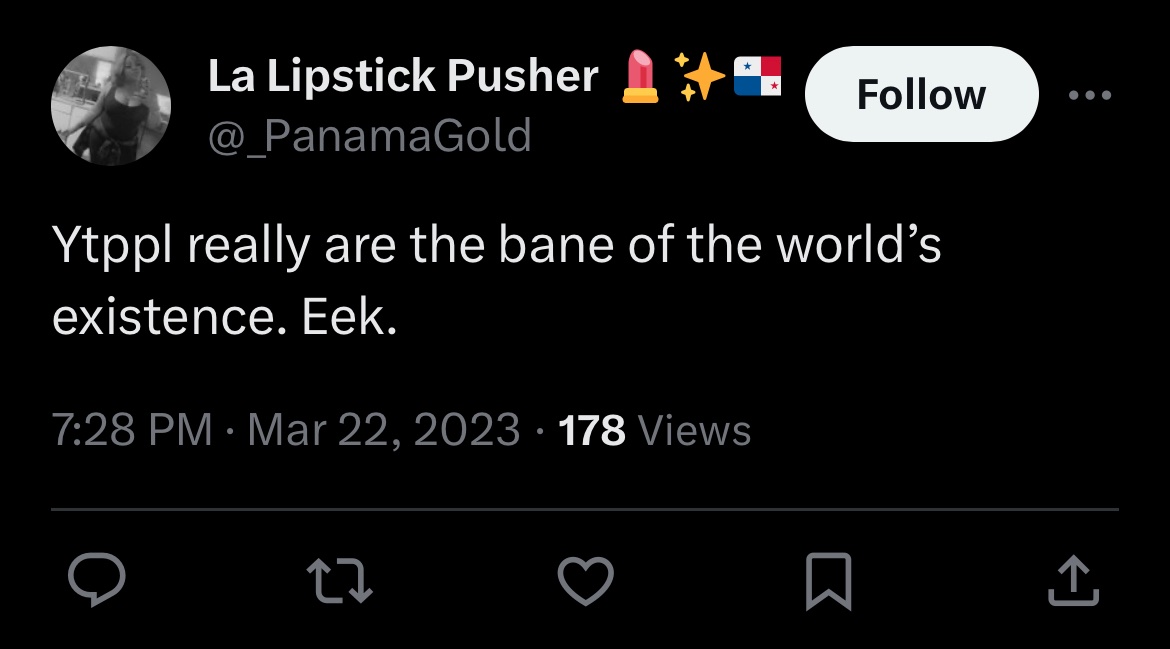 La Lipstick Pusher 💄✨🇵🇦
Follow
@_PanamaGold
Ytppl really are the bane of the world’s
existence. Eek.
7:28 PM · Mar 22, 2023 · 178 Views